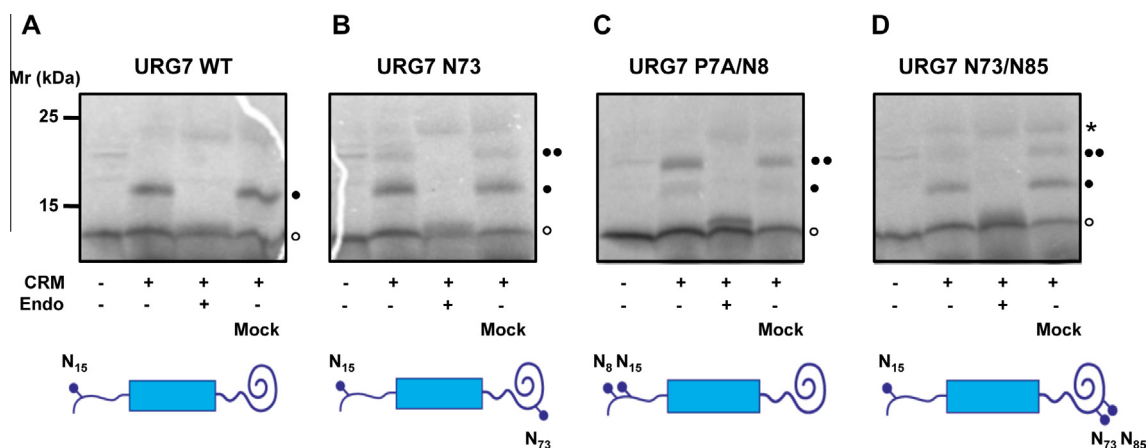 A B C D
URG7 WT URG7 N73 URG7 P7A/N8 URG7 N73/N85
Mr (kDa)
25
*
15
CRM - + + + - + + + - + + + - + + +
Endo - - + - - - + - - - + - - - + -
Mock Mock Mock Mock
N15 N15 N8 N15 N15
N73 N73 N85